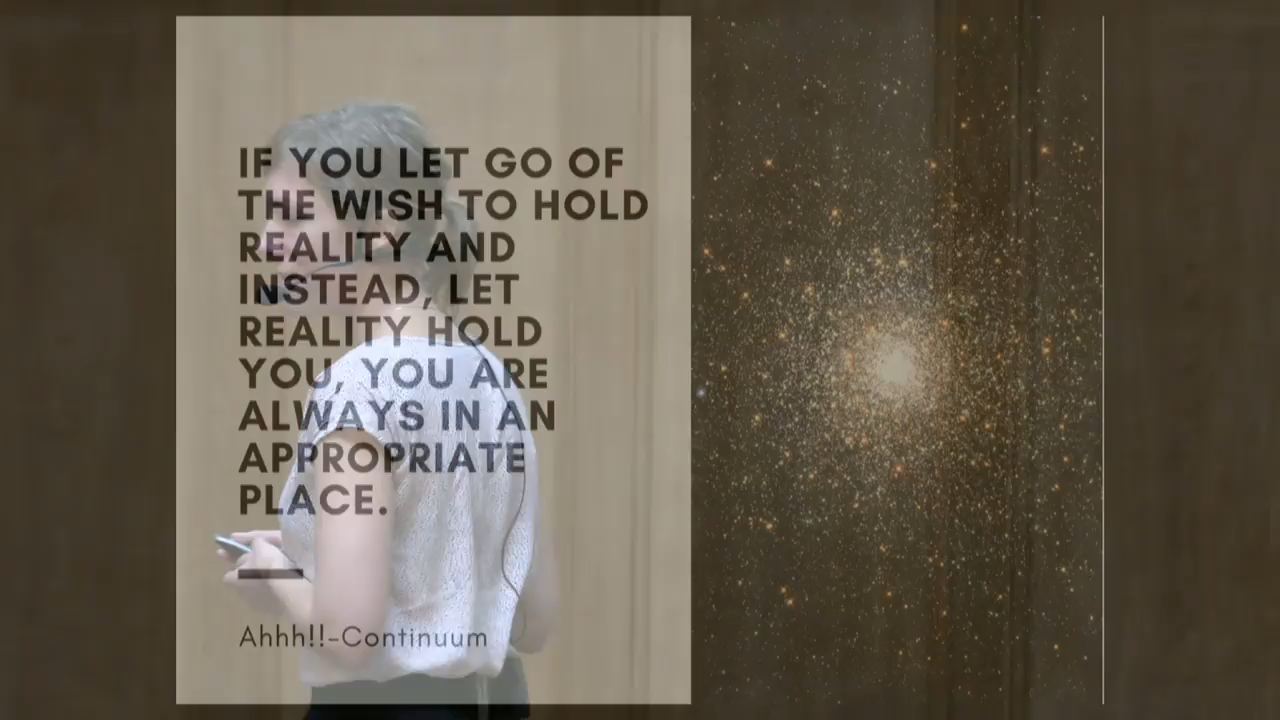 IF YOU LET GO OF
THE WISH TO HOLD
REALITY AND
INSTEAD, LET
REALITY HOLD
YOU, YOU ARE
ALWAYS IN AN
APPROPRIATE
PLACE.
Ahhh!!-Continuum